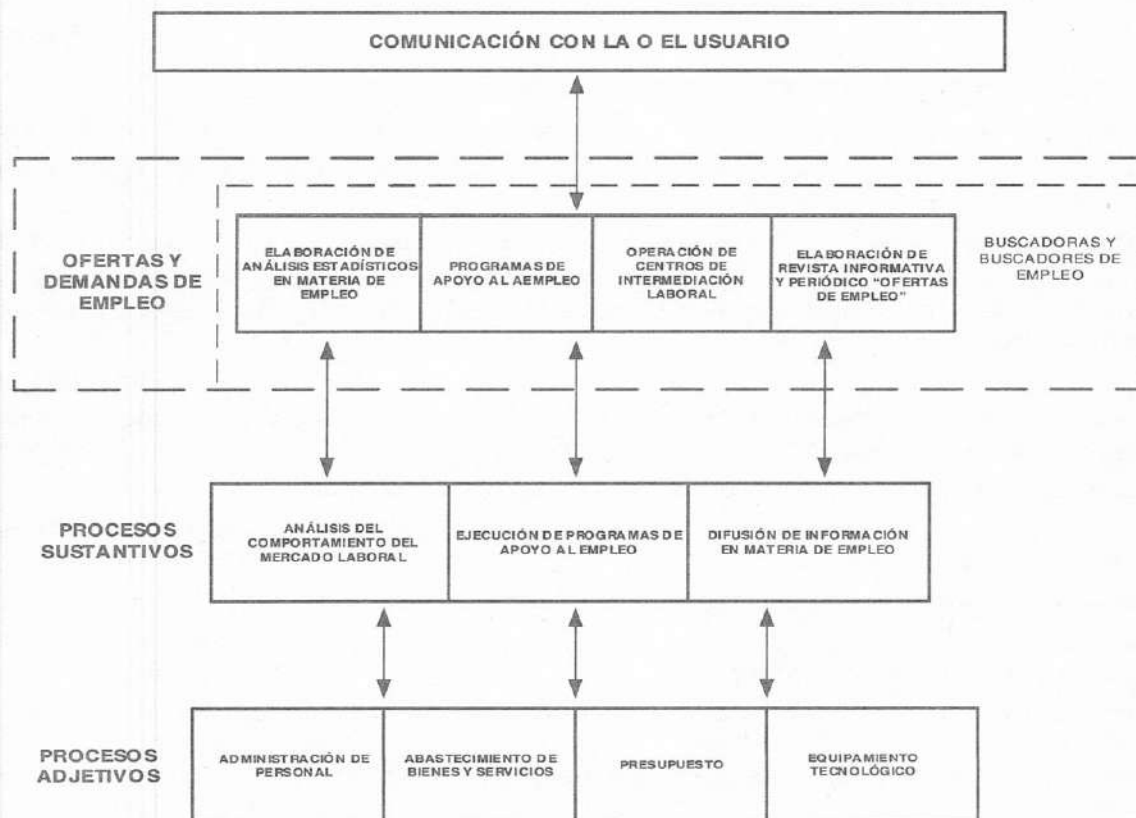 COMUNICACIÓN CON LA O EL USUARIO
OFERTAS Y
DEMANDAS DE
EMPLEO
ELABORACIÓN DE
ANÁLISIS ESTADÍSTICOS
EN MATERIA DE
EMPLEO
PROGRAMAS DE
APOYO AL AEMPLEO
OPERACIÓN DE
CENTROS DE
INTERMEDIACIÓN
LABORAL
ELABORACIÓN DE
REVISTA INFORMATIVA
Y PERIÓDICO "OFERTAS
DE EMPLEO"
BUSCADORAS Y
BUSCADORES DE
EMPLEO
PROCESOS
SUSTANTIVOS
ANÁLISIS DEL
COMPORTAMIENTO DEL
MERCADO LABORAL
EJECUCIÓN DE PROGRAMAS DE
APOYO AL EMPLEO
DIFUSIÓN DE INFORMACIÓN
EN MATERIA DE EMPLEO
PROCESOS
ADJETIVOS
ADMINISTRACIÓN DE
PERSONAL
ABASTECIMIENTO DE
BIENES Y SERVICIOS
PRESUPUESTO
EQUIPAMIENTO
TECNOLÓGICO